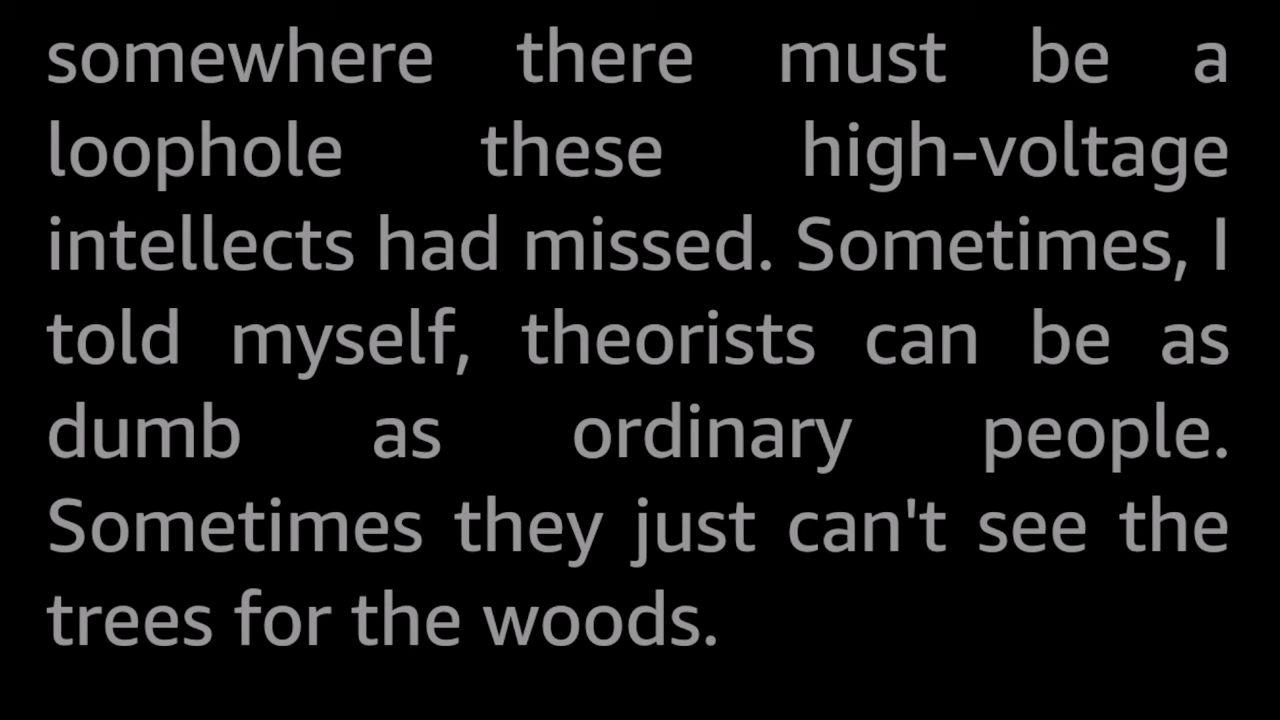 somewhere there must be a
loophole these high-voltage
intellects had missed. Sometimes, I
told myself, theorists can be as
dumb as ordinary people.
Sometimes they just can't see the
trees for the woods.